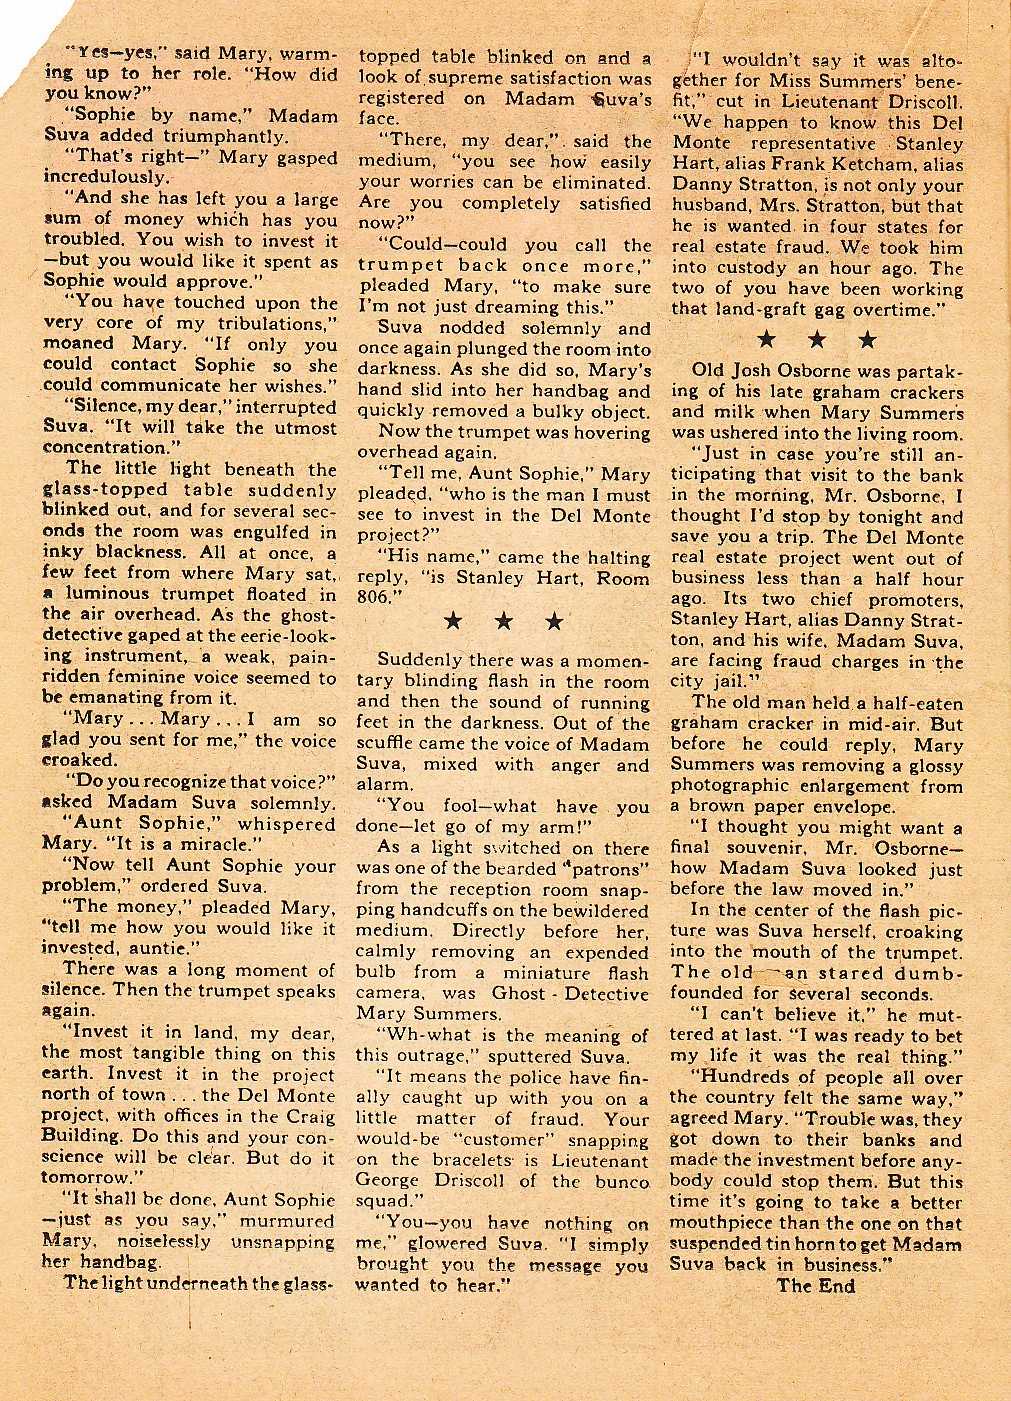 "Yes—yes," said Mary, warm-
ing up to her role. "How did
you know?"
"Sophie by name," Madam
Suva added triumphantly.
"That's right—" Mary gasped
incredulously.
"And she has left you a large
sum of money which has you
troubled. You wish to invest it
—but you would like it spent as
Sophie would approve."
"You have touched upon the
very core of my tribulations,"
moaned Mary. "If only you
could contact Sophie so she
could communicate her wishes."
"Silence, my dear," interrupted
Suva. "It will take the utmost
concentration."
The little light beneath the
glass-topped table suddenly
blinked out, and for several sec-
onds the room was engulfed in
inky blackness. All at once, a
few feet from where Mary sat,
a luminous trumpet floated in
the air overhead. As the ghost-
detective gaped at the eerie-look-
ing instrument, a weak, pain-
ridden feminine voice seemed to
be emanating from it.
"Mary . . . Mary . . . I am so
glad you sent for me," the voice
croaked.
"Do you recognize that voice?"
asked Madam Suva solemnly.
"Aunt Sophie," whispered
Mary. "It is a miracle."
"Now tell Aunt Sophie your
problem," ordered Suva.
"The money," pleaded Mary,
"tell me how you would like it
invested, auntie."
There was a long moment of
silence. Then the trumpet speaks
again.
"Invest it in land, my dear,
the most tangible thing on this
earth. Invest it in the project
north of town . . . the Del Monte
project, with offices in the Craig
Building. Do this and your con-
science will be clear. But do it
tomorrow."
"It shall be done, Aunt Sophie
—just as you say," murmured
Mary, noiselessly unsnapping
her handbag.
The light underneath the glass-
topped table blinked on and a
look of supreme satisfaction was
registered on Madam Suva's
face.
"There, my dear," said the
medium, "you see how easily
your worries can be eliminated.
Are you completely satisfied
now?"
"Could—could you call the
trumpet back once more,"
pleaded Mary, "to make sure
I'm not just dreaming this."
Suva nodded solemnly and
once again plunged the room into
darkness. As she did so, Mary's
hand slid into her handbag and
quickly removed a bulky object.
Now the trumpet was hovering
overhead again.
"Tell me, Aunt Sophie," Mary
pleaded, "who is the man I must
see to invest in the Del Monte
project?"
"His name," came the halting
reply, "is Stanley Hart, Room
806."
★ ★ ★
Suddenly there was a momen-
tary blinding flash in the room
and then the sound of running
feet in the darkness. Out of the
scuffle came the voice of Madam
Suva, mixed with anger and
alarm.
"You fool—what have you
done—let go of my arm!"
As a light switched on there
was one of the bearded "patrons"
from the reception room snap-
ping handcuffs on the bewildered
medium. Directly before her,
calmly removing an expended
bulb from a miniature flash
camera, was Ghost - Detective
Mary Summers.
"Wh-what is the meaning of
this outrage," sputtered Suva.
"It means the police have fin-
ally caught up with you on a
little matter of fraud. Your
would-be "customer" snapping
on the bracelets is Lieutenant
George Driscoll of the bunco
squad."
"You—you have nothing on
me," glowered Suva. "I simply
brought you the message you
wanted to hear."
"I wouldn't say it was alto-
gether for Miss Summers' bene-
fit," cut in Lieutenant Driscoll.
"We happen to know this Del
Monte representative Stanley
Hart, alias Frank Ketcham, alias
Danny Stratton, is not only your
husband, Mrs. Stratton, but that
he is wanted in four states for
real estate fraud. We took him
into custody an hour ago. The
two of you have been working
that land-graft gag overtime."
★ ★ ★
Old Josh Osborne was partak-
ing of his late graham crackers
and milk when Mary Summers
was ushered into the living room.
"Just in case you're still an-
ticipating that visit to the bank
in the morning, Mr. Osborne, I
thought I'd stop by tonight and
save you a trip. The Del Monte
real estate project went out of
business less than a half hour
ago. Its two chief promoters,
Stanley Hart, alias Danny Strat-
ton, and his wife, Madam Suva,
are facing fraud charges in the
city jail."
The old man held a half-eaten
graham cracker in mid-air. But
before he could reply, Mary
Summers was removing a glossy
photographic enlargement from
a brown paper envelope.
"I thought you might want a
final souvenir, Mr. Osborne—
how Madam Suva looked just
before the law moved in."
In the center of the flash pic-
ture was Suva herself, croaking
into the mouth of the trumpet.
The old an stared dumb-
founded for several seconds.
"I can't believe it," he mut-
tered at last. "I was ready to bet
my life it was the real thing."
"Hundreds of people all over
the country felt the same way,"
agreed Mary. "Trouble was, they
got down to their banks and
made the investment before any-
body could stop them. But this
time it's going to take a better
mouthpiece than the one on that
suspended tin horn to get Madam
Suva back in business."
The End